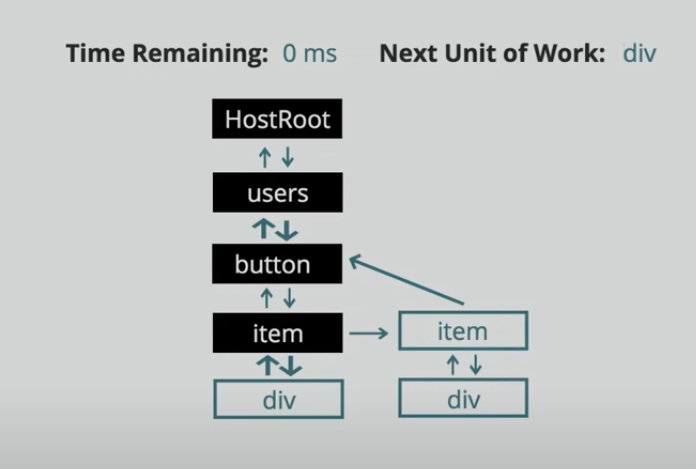 Time Remaining: 0 ms Next Unit of Work: div
HostRoot
users
button
item item
div div